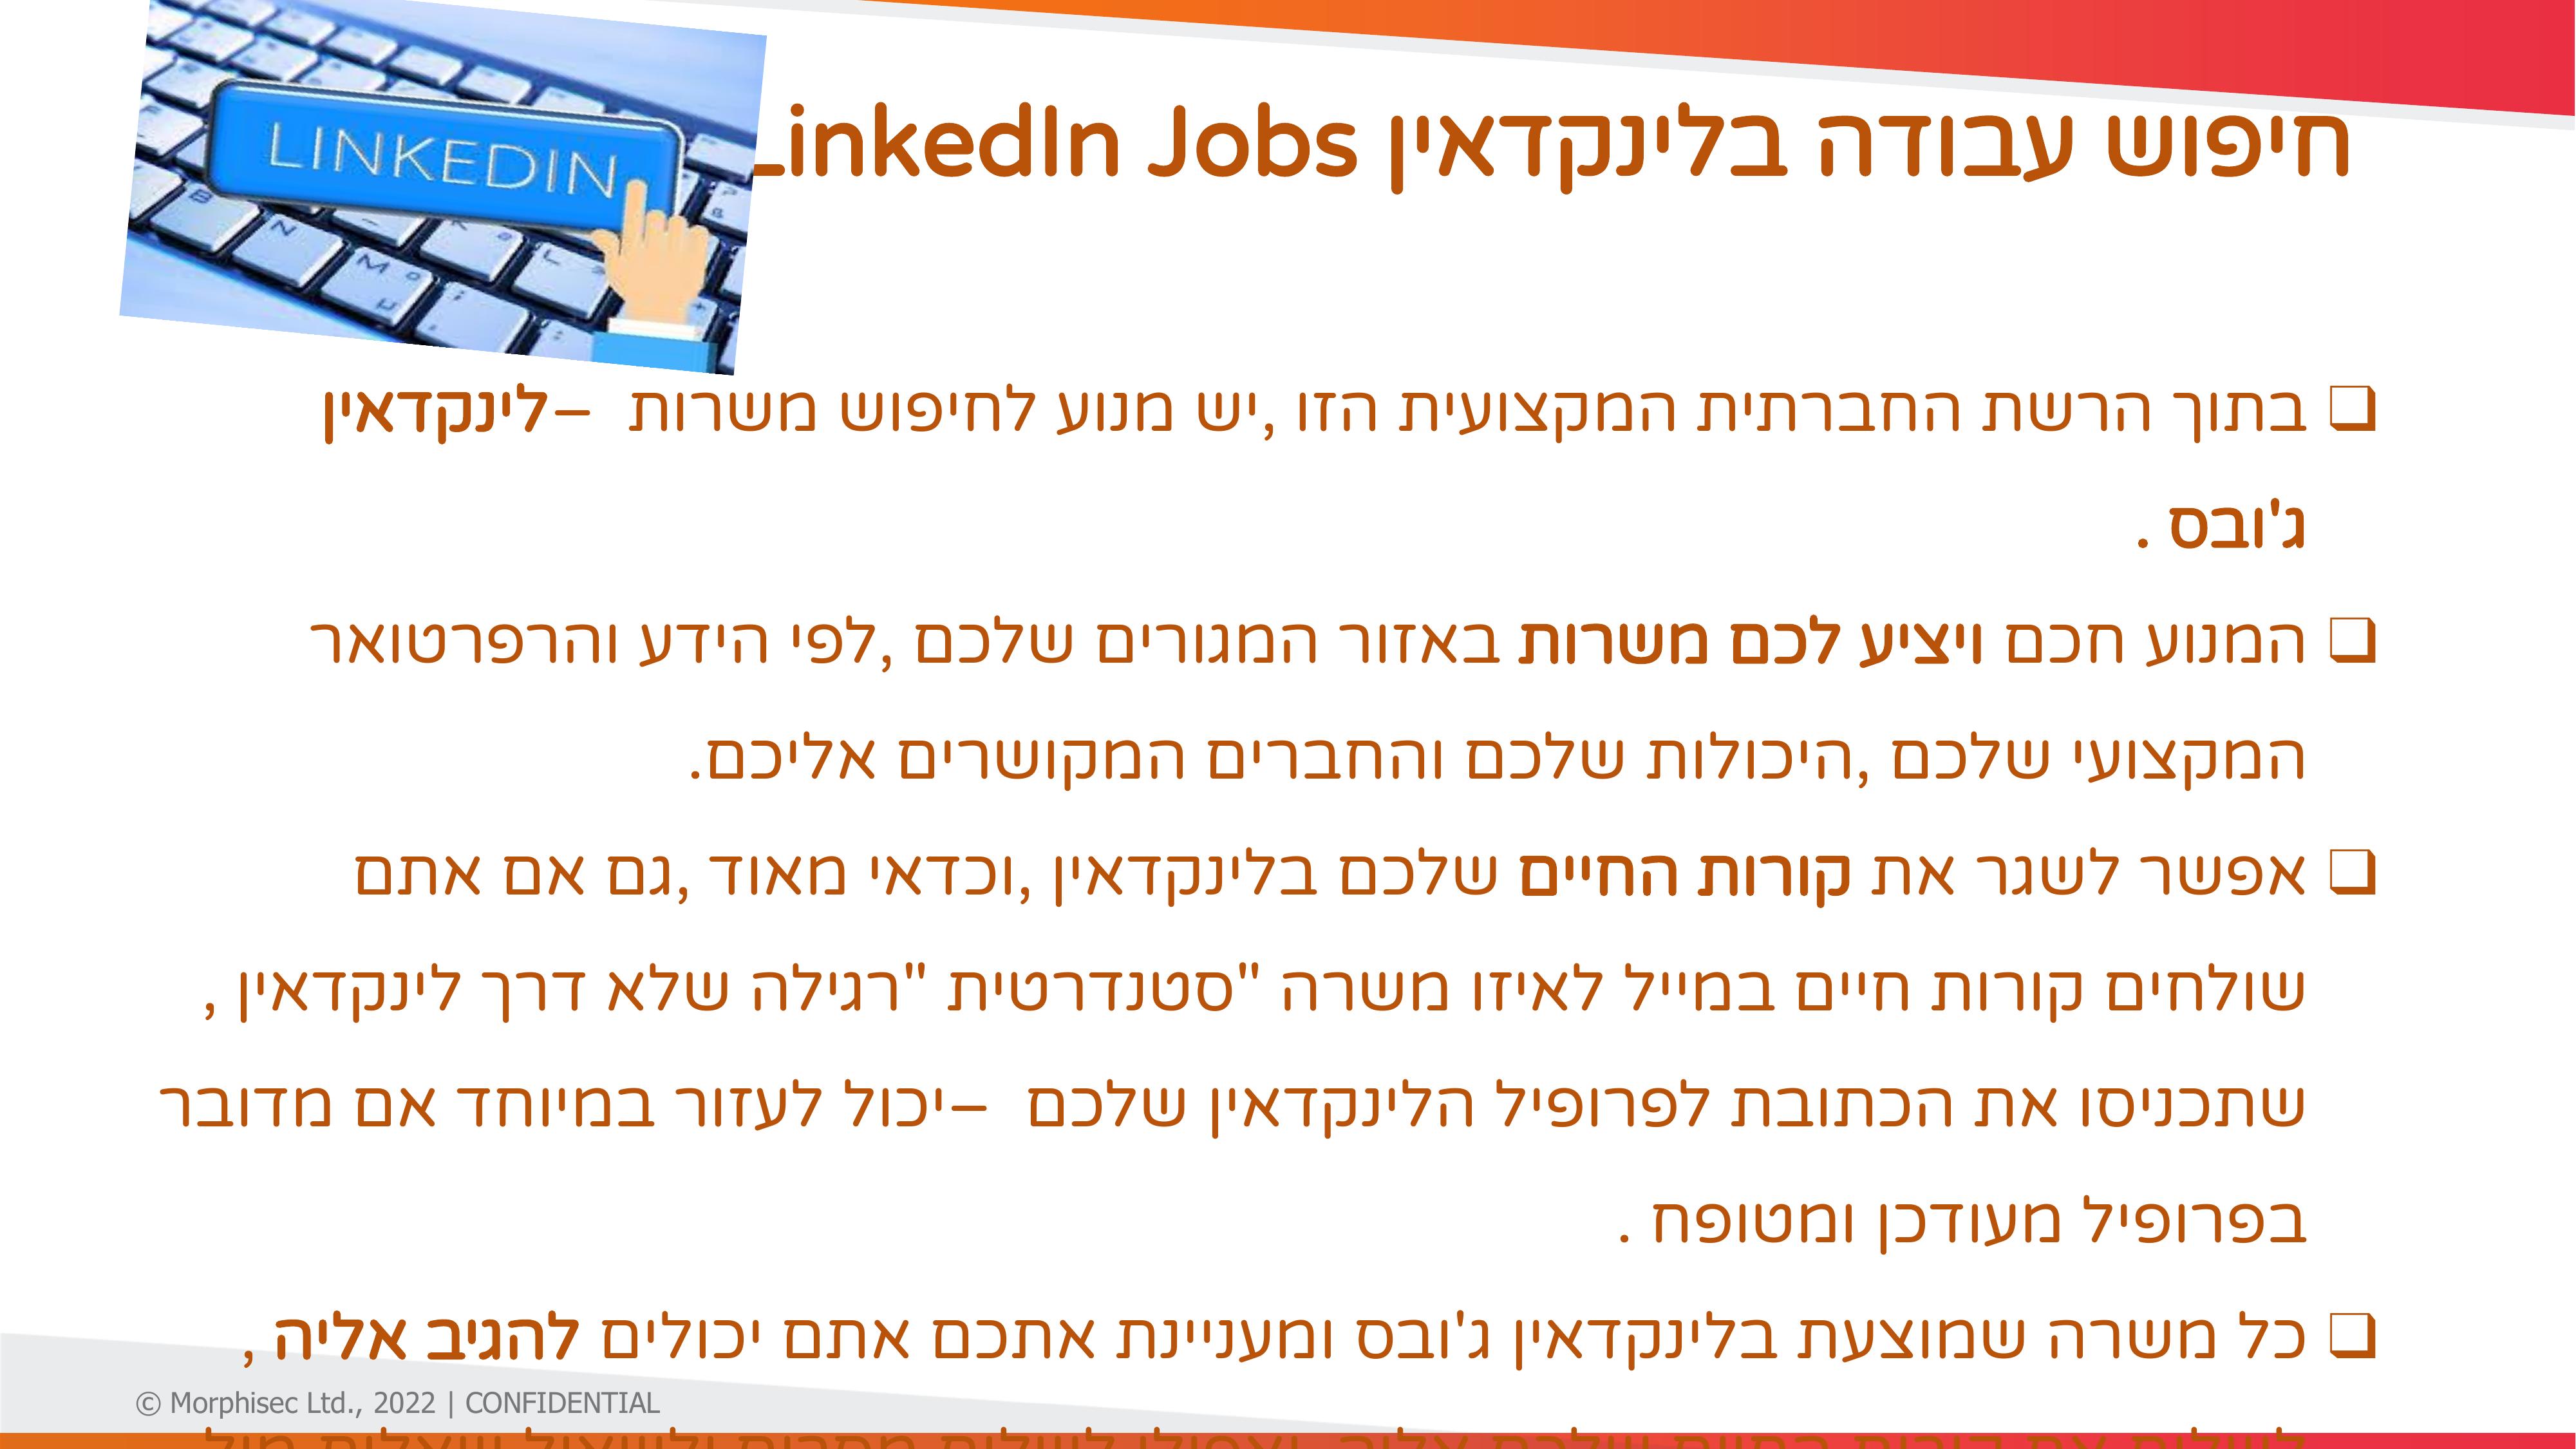 LINKEDIN
חיפוש עבודה בלינקדאין LinkedIn Jobs
❑ בתוך הרשת החברתית המקצועית הזו ,יש מנוע לחיפוש משרות –לינקדאין
ג'ובס .
❑ המנוע חכם ויציע לכם משרות באזור המגורים שלכם ,לפי הידע והרפרטואר
המקצועי שלכם ,היכולות שלכם והחברים המקושרים אליכם.
❑ אפשר לשגר את קורות החיים שלכם בלינקדאין ,וכדאי מאוד ,גם אם אתם
שולחים קורות חיים במייל לאיזו משרה "סטנדרטית "רגילה שלא דרך לינקדאין ,
שתכניסו את הכתובת לפרופיל הלינקדאין שלכם –יכול לעזור במיוחד אם מדובר
בפרופיל מעודכן ומטופח .
❑ כל משרה שמוצעת בלינקדאין ג'ובס ומעניינת אתכם אתם יכולים להגיב אליה ,
© Morphisec Ltd., 2022 | CONFIDENTIAL